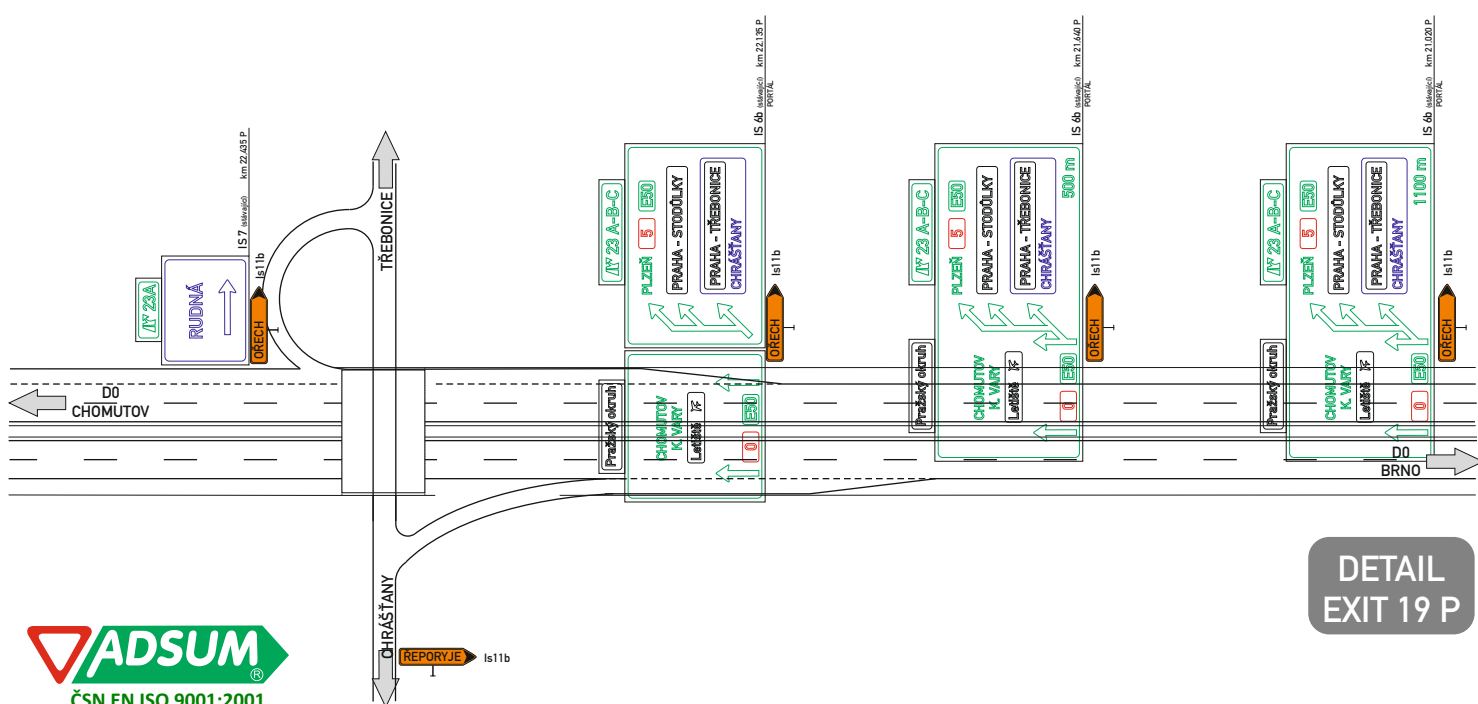 IS 7 (stávající) km 22.435 P
23A
RUDNÁ
OŘECH
Is11b
TŘEBONICE
IS 6b (stávající) km 22.135 P
PORTÁL
23 A-B-C
PLZEŇ 5 E50
PRAHA - STODŮLKY
PRAHA - TŘEBONICE
CHRÁŠŤANY
Pražský okruh
CHOMUTOV
K. VARY
Letiště
0 E50
OŘECH
Is11b
IS 6b (stávající) km 21.640 P
PORTÁL
23 A-B-C
PLZEŇ 5 E50
PRAHA - STODŮLKY
PRAHA - TŘEBONICE
CHRÁŠŤANY
500 m
Pražský okruh
CHOMUTOV
K. VARY
Letiště
0 E50
OŘECH
Is11b
IS 6b (stávající) km 21.020 P
PORTÁL
23 A-B-C
PLZEŇ 5 E50
PRAHA - STODŮLKY
PRAHA - TŘEBONICE
CHRÁŠŤANY
1100 m
Pražský okruh
CHOMUTOV
K. VARY
Letiště
0 E50
OŘECH
Is11b
D0
CHOMUTOV
D0
BRNO
CHRÁŠŤANY
ŘEPORYJE
Is11b
DETAIL
EXIT 19 P
ADSUM®
ČSN EN ISO 9001:2001